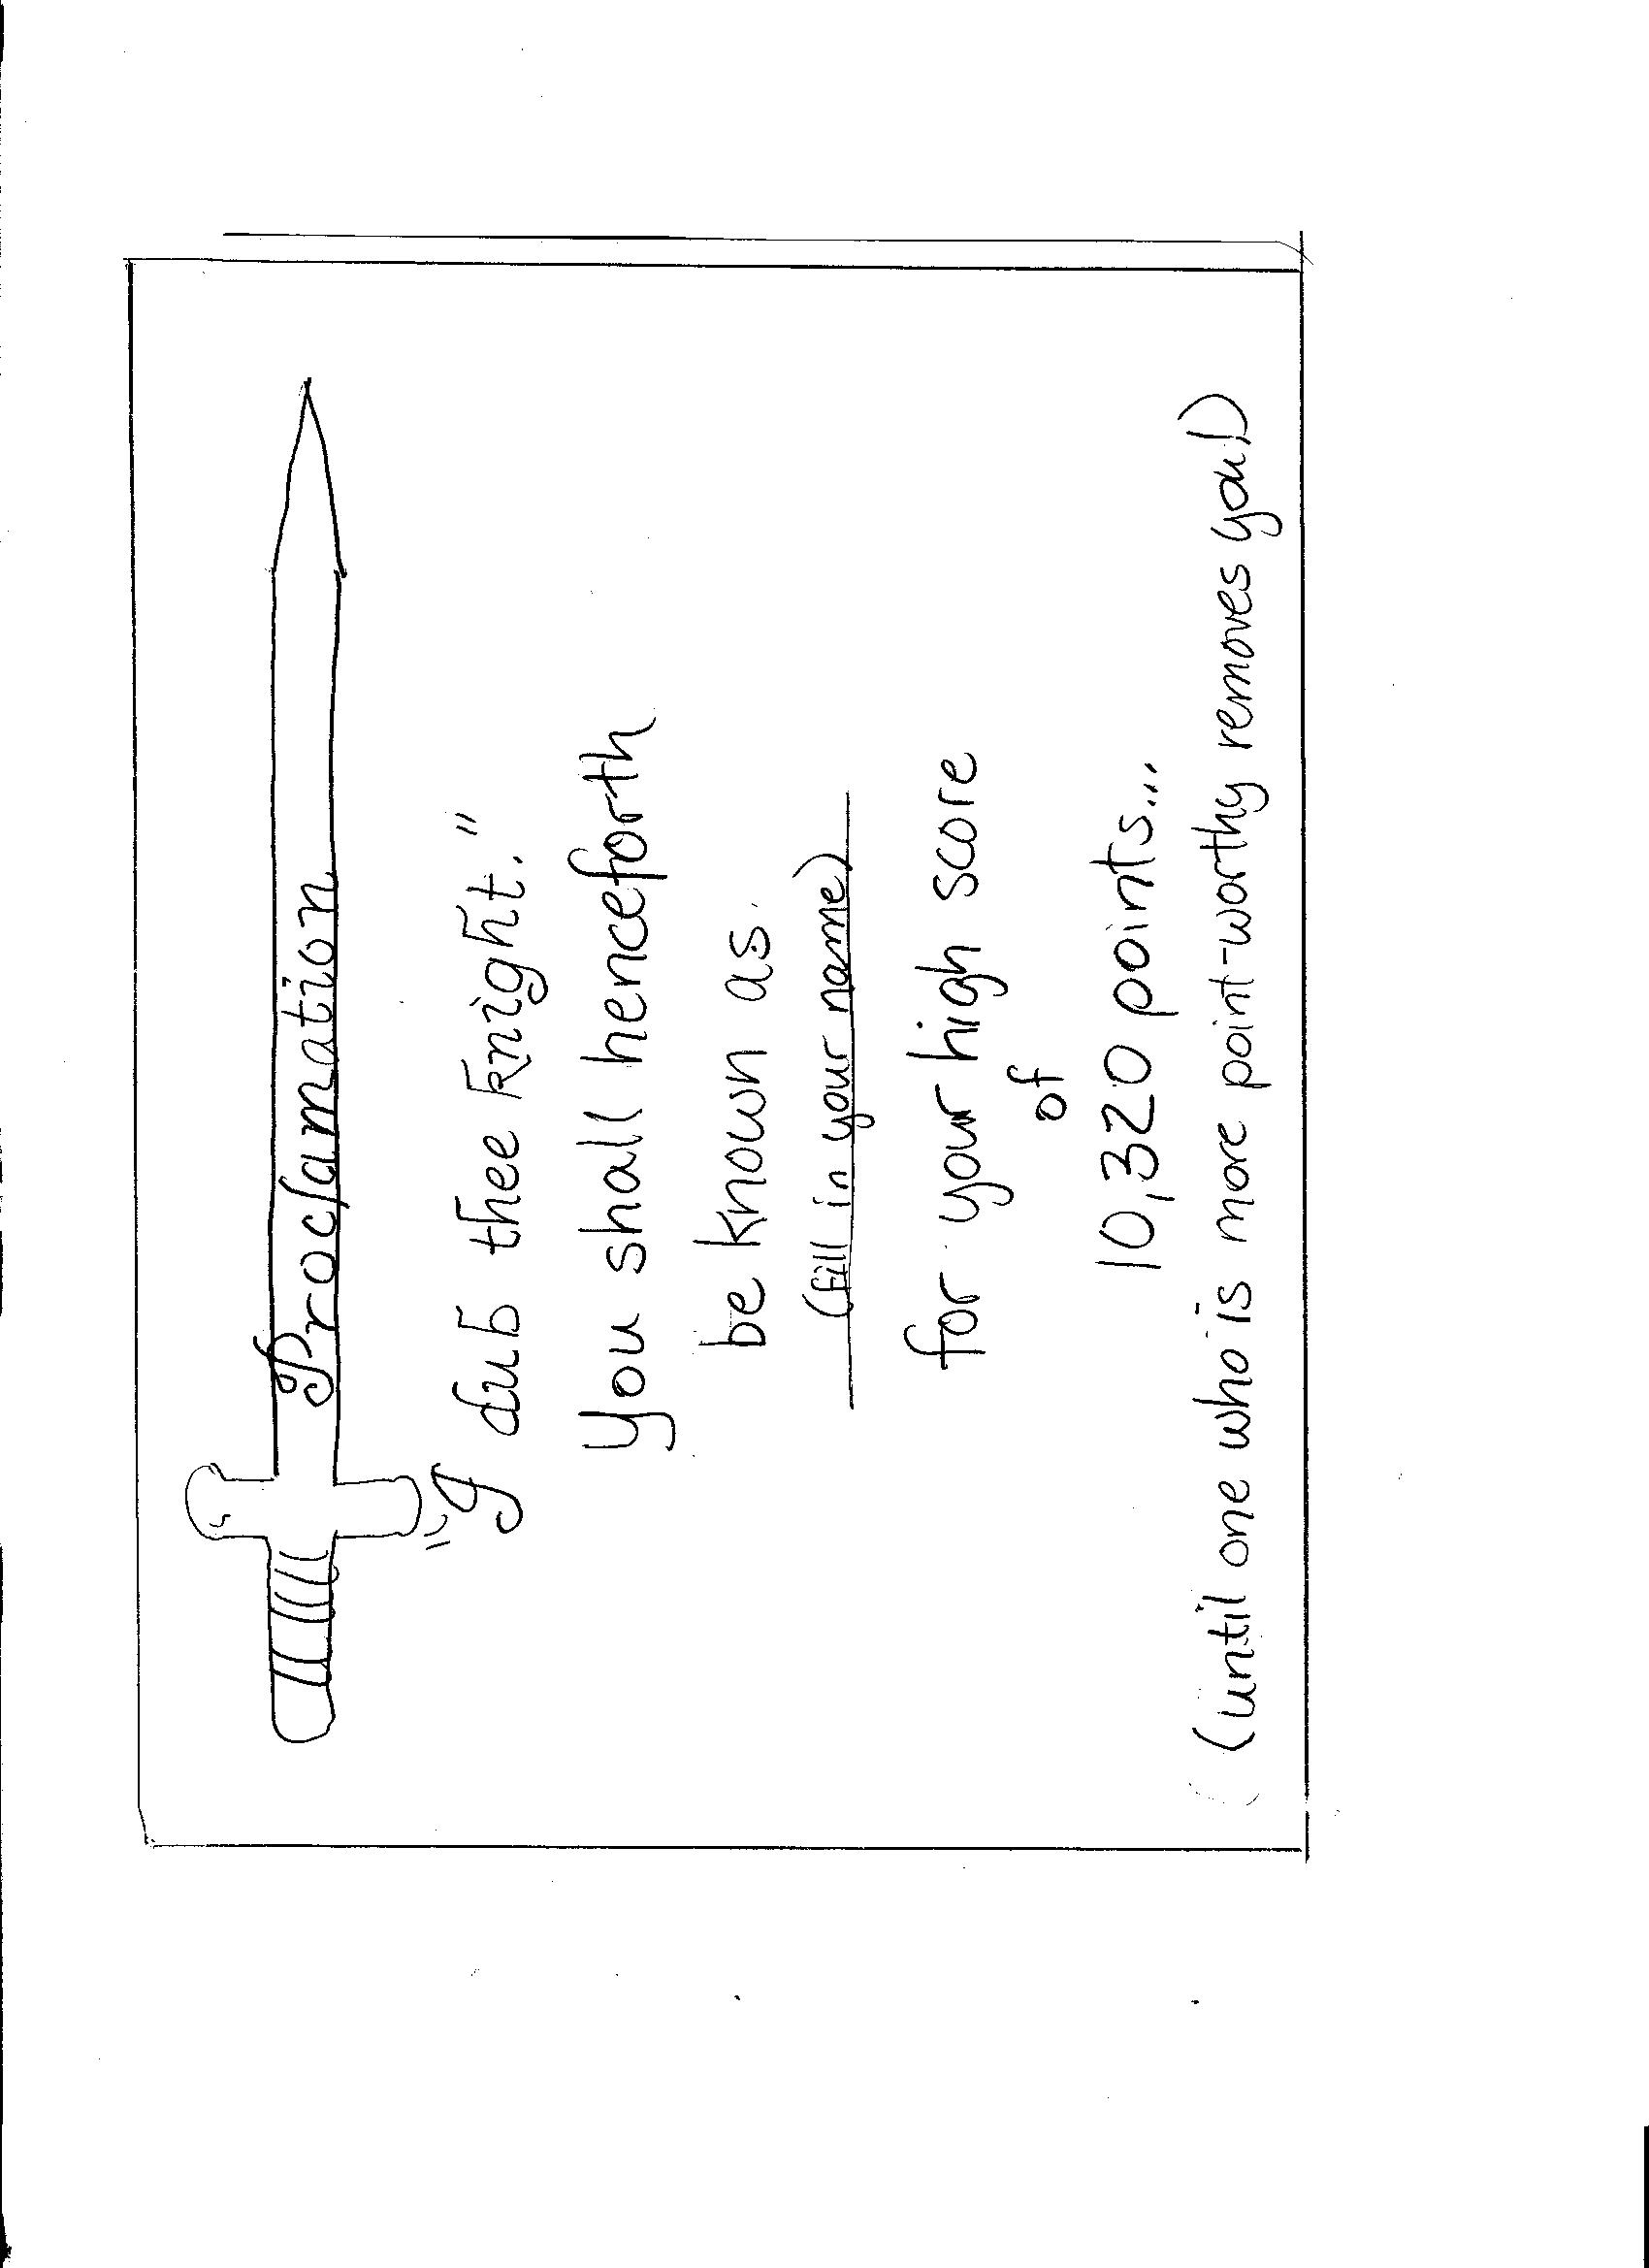 Proclamation
"I dub thee knight."
You shall henceforth
be known as
(fill in your name)
for your high score
of
10,320 points...
(until one who is more point-worthy removes you!)